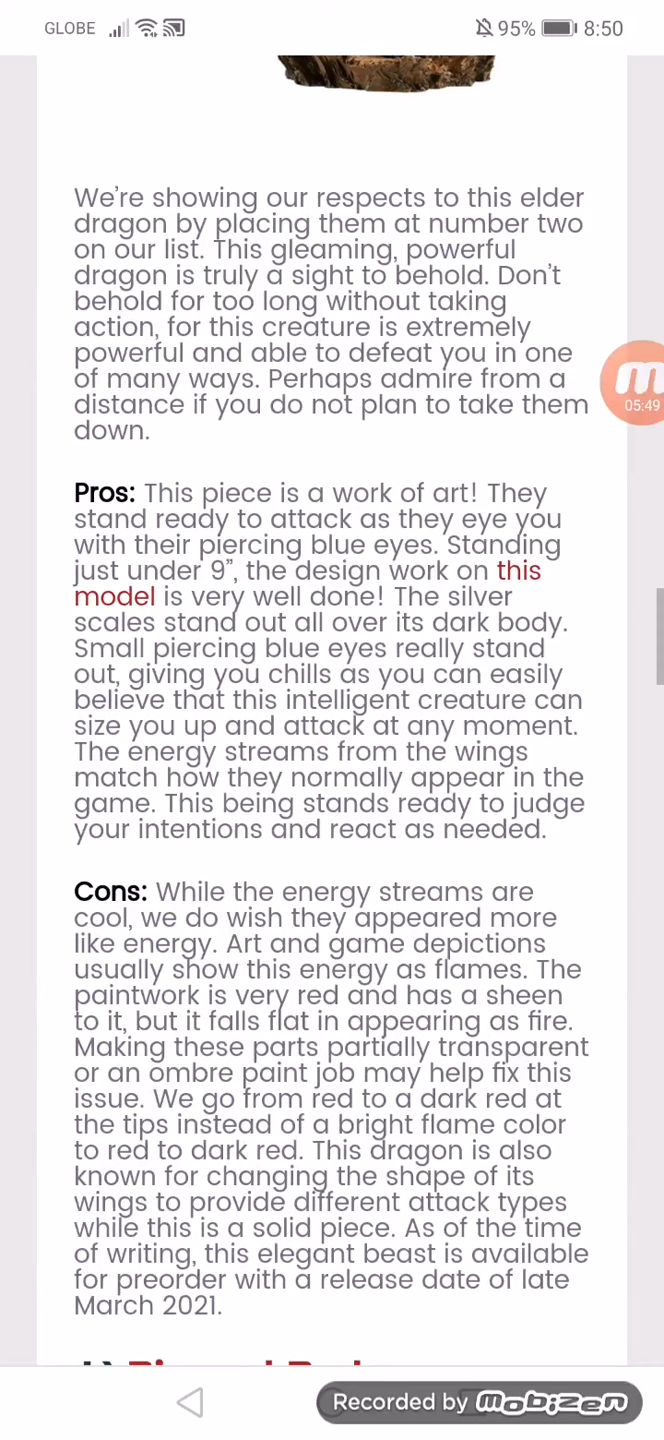 GLOBE 95% 8:50
We're showing our respects to this elder
dragon by placing them at number two
on our list. This gleaming, powerful
dragon is truly a sight to behold. Don't
behold for too long without taking
action, for this creature is extremely
powerful and able to defeat you in one
of many ways. Perhaps admire from a
distance if you do not plan to take them
down.
05:49
Pros: This piece is a work of art! They
stand ready to attack as they eye you
with their piercing blue eyes. Standing
just under 9”, the design work on this
model is very well done! The silver
scales stand out all over its dark body.
Small piercing blue eyes really stand
out, giving you chills as you can easily
believe that this intelligent creature can
size you up and attack at any moment.
The energy streams from the wings
match how they normally appear in the
game. This being stands ready to judge
your intentions and react as needed.
Cons: While the energy streams are
cool, we do wish they appeared more
like energy. Art and game depictions
usually show this energy as flames. The
paintwork is very red and has a sheen
to it, but it falls flat in appearing as fire.
Making these parts partially transparent
or an ombre paint job may help fix this
issue. We go from red to a dark red at
the tips instead of a bright flame color
to red to dark red. This dragon is also
known for changing the shape of its
wings to provide different attack types
while this is a solid piece. As of the time
of writing, this elegant beast is available
for preorder with a release date of late
March 2021.
Recorded by mobizen